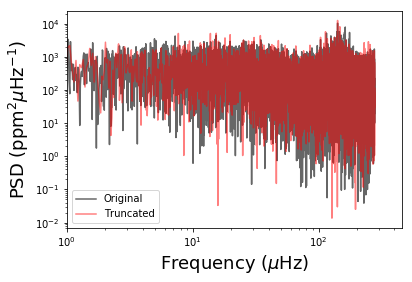 10⁴
10³
10²
10¹
10⁰
10⁻¹
10⁻²
PSD (ppm²μHz⁻¹)
Original
Truncated
10⁰
10¹
10²
Frequency (μHz)